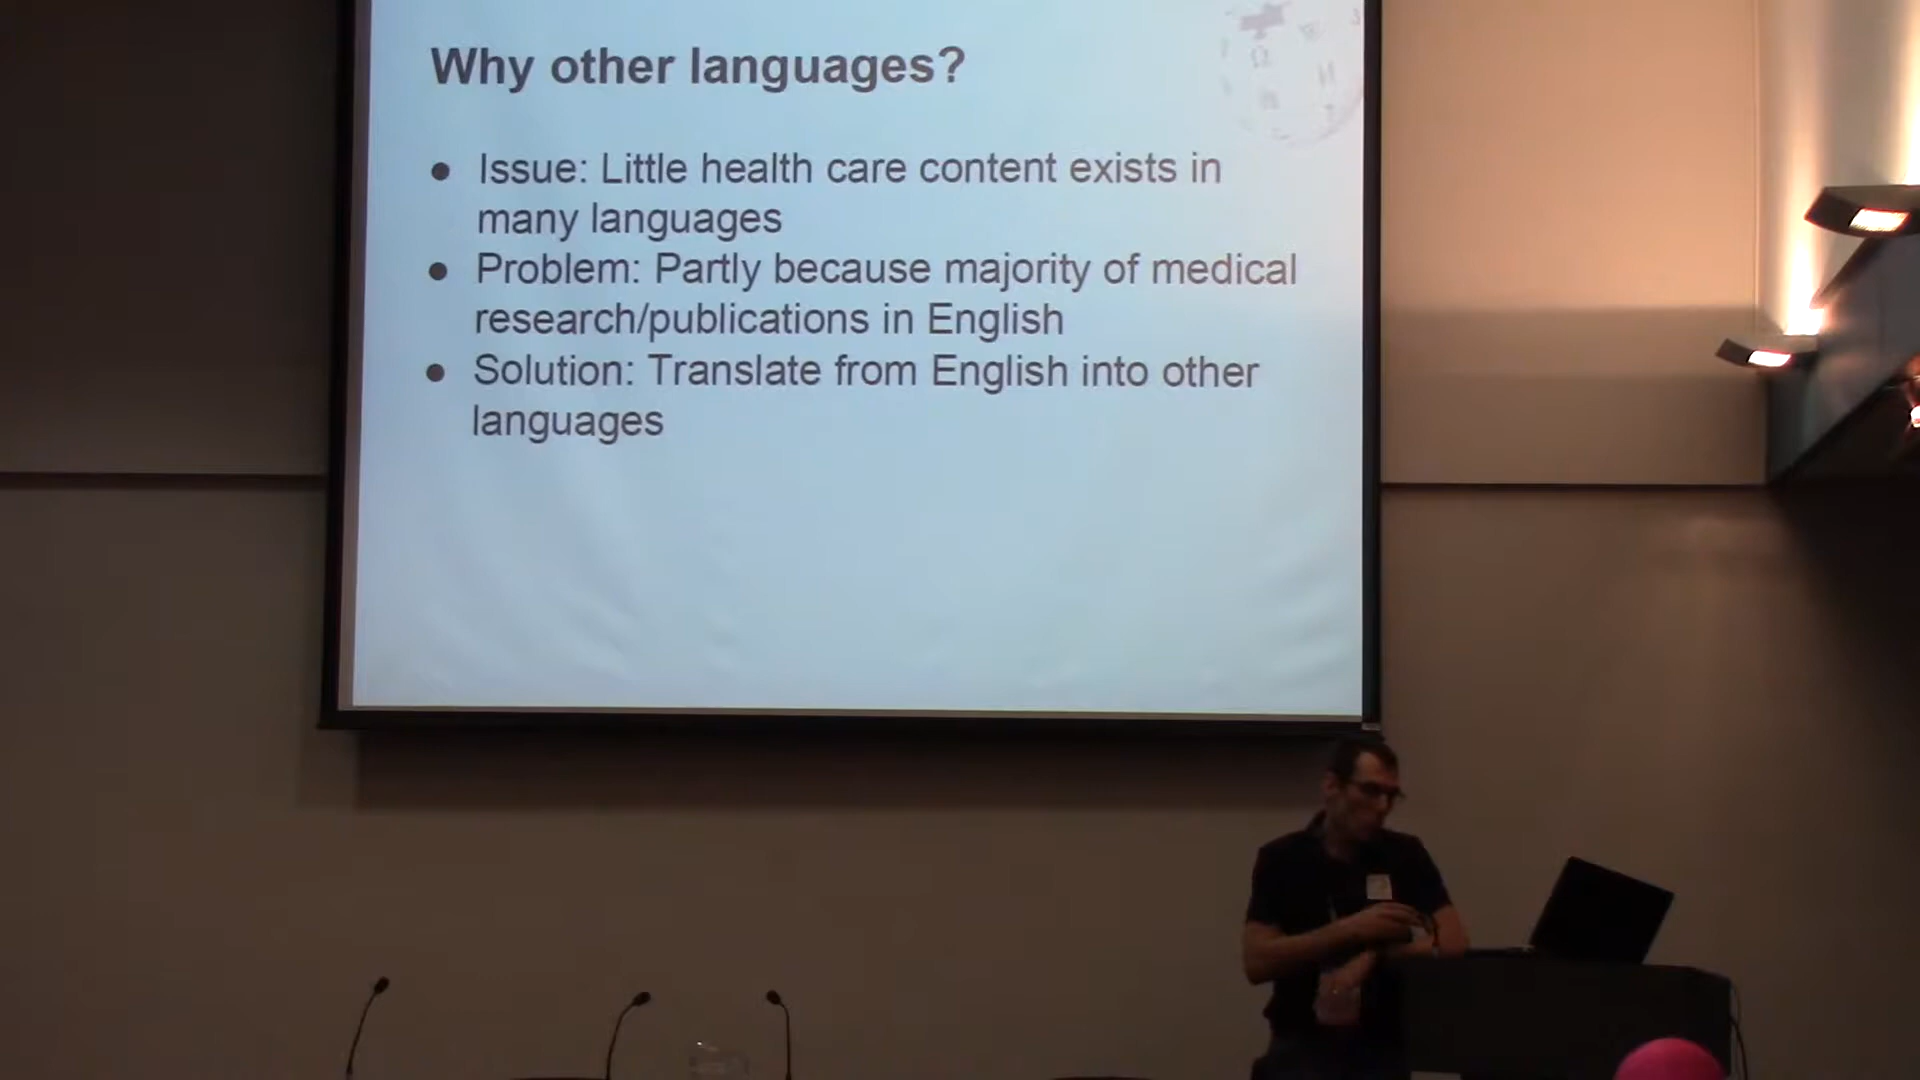 Why other languages?
● Issue: Little health care content exists in
many languages
● Problem: Partly because majority of medical
research/publications in English
● Solution: Translate from English into other
languages